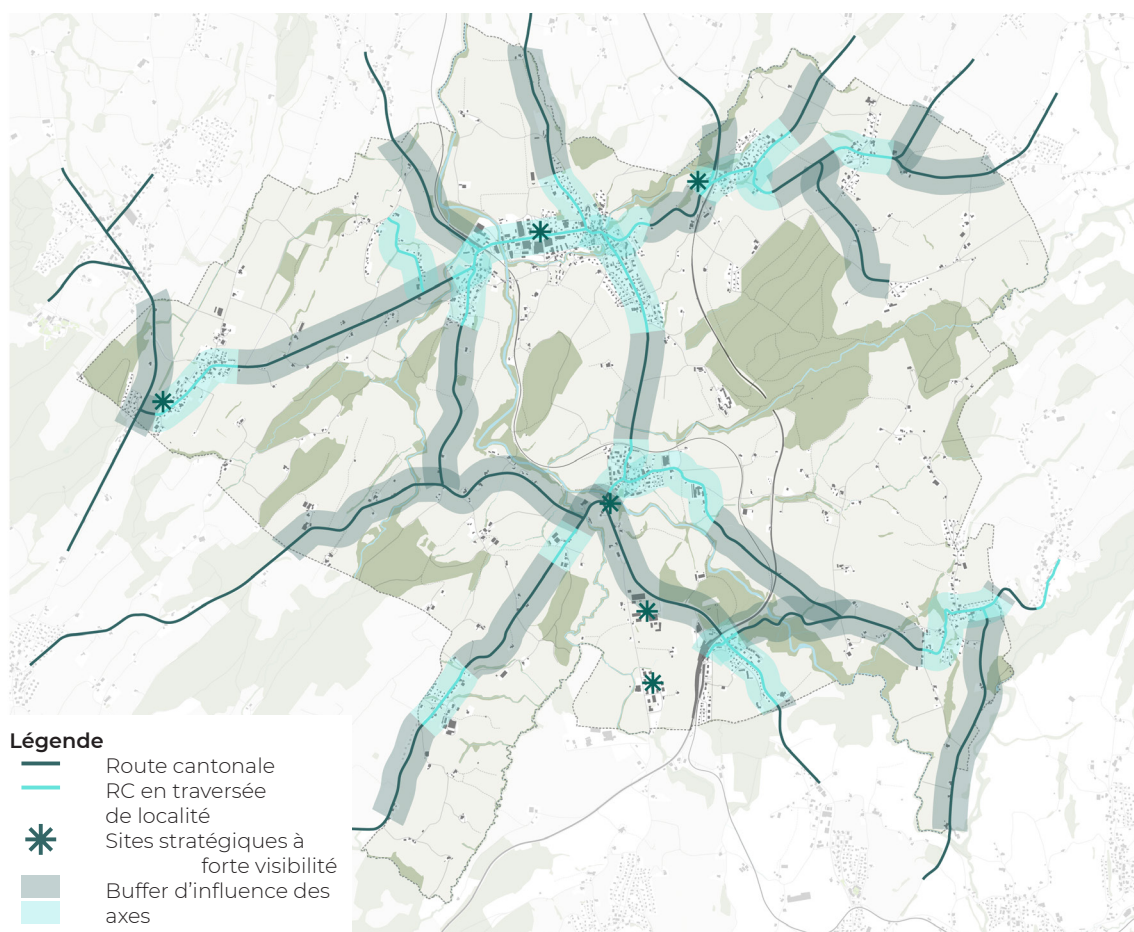 Légende
Route cantonale
RC en traversée
de localité
Sites stratégiques à
forte visibilité
Buffer d'influence des
axes